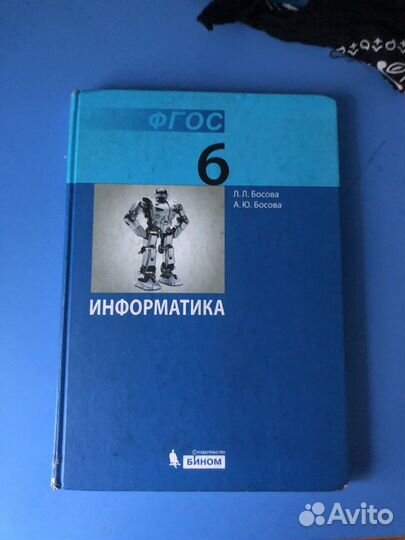 ФГОС
6
Л. Л. Босова
А. Ю. Босова
ИНФОРМАТИКА
издательство
БИНОМ
Avito